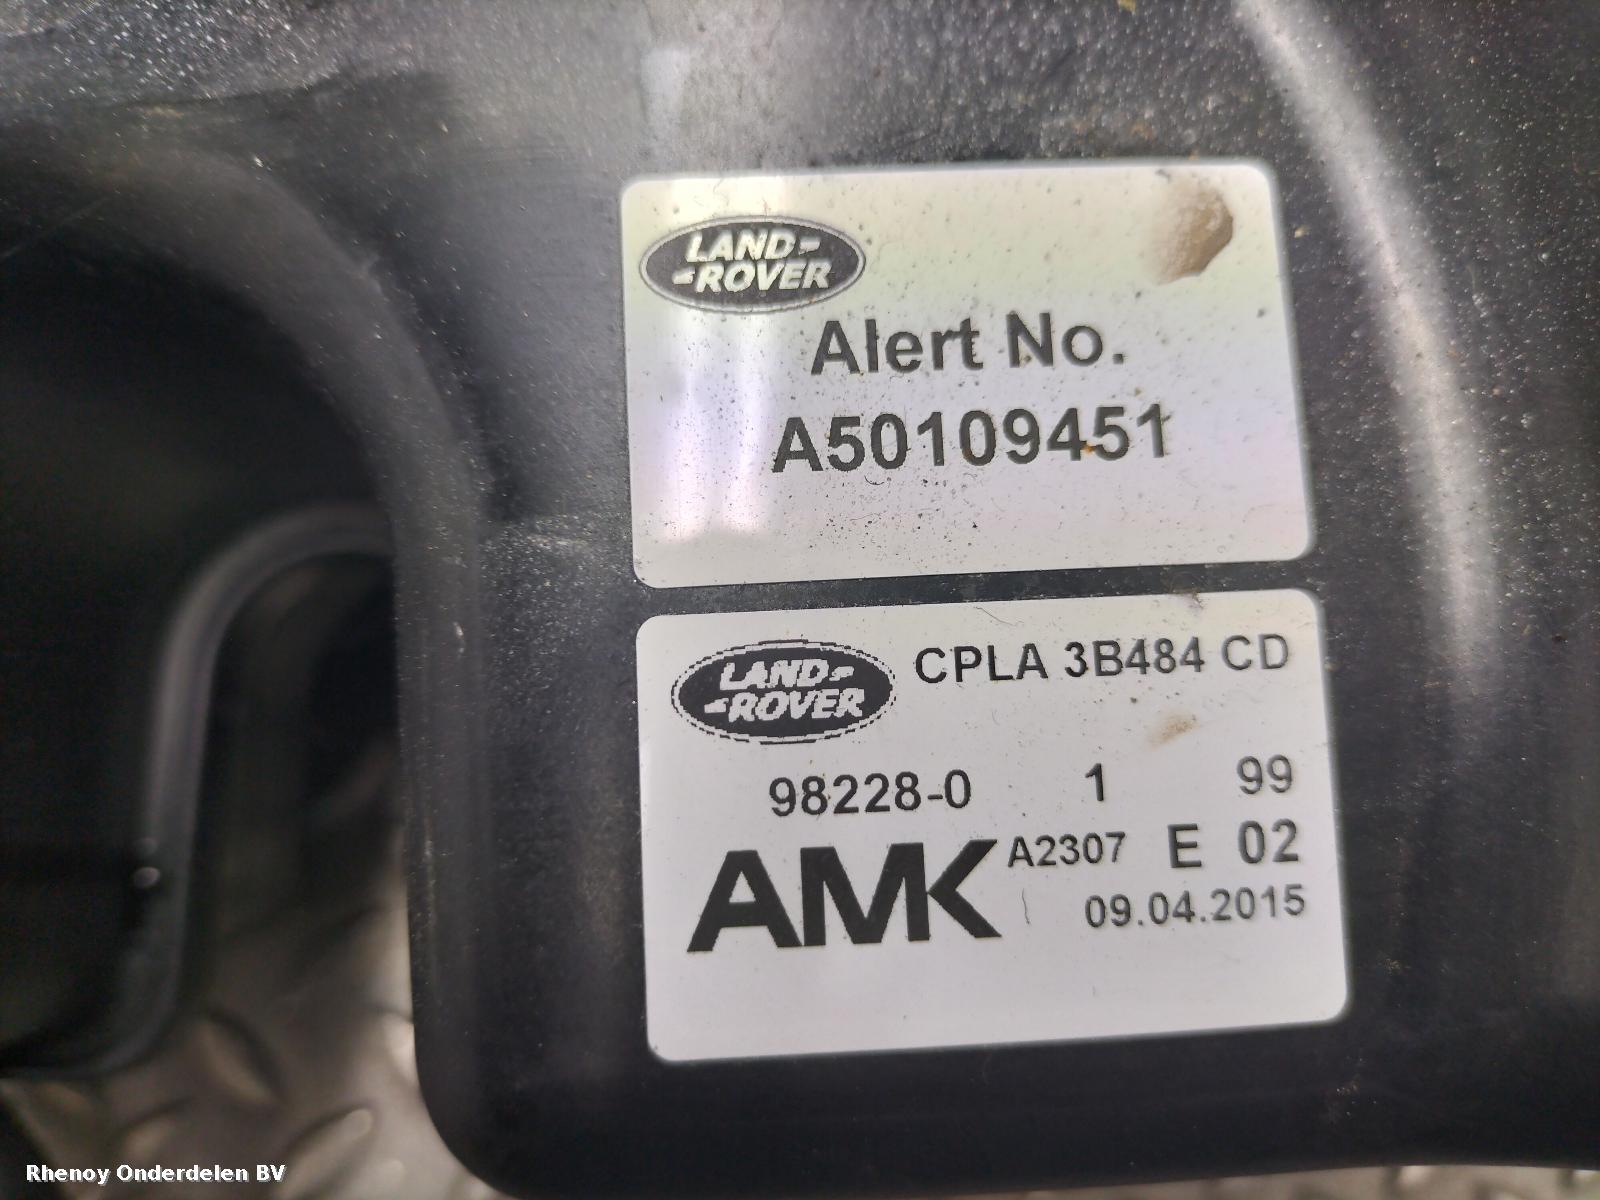 LAND-
-ROVER
Alert No.
A50109451
LAND-
-ROVER
CPLA 3B484 CD
98228-0 1 99
AMK A2307 E 02
09.04.2015
Rhenoy Onderdelen BV